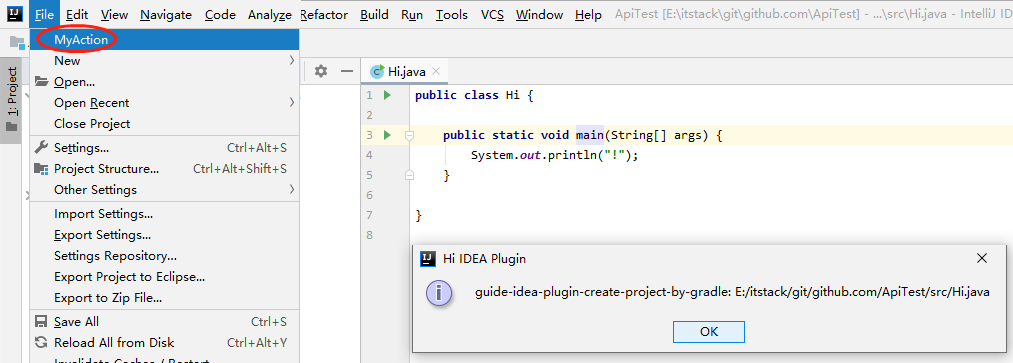 File Edit View Navigate Code Analyze Refactor Build Run Tools VCS Window Help ApiTest [E:\itstack\git\github.com\ApiTest] - ...\src\Hi.java - IntelliJ IDE
MyAction
New
Open...
Open Recent
Close Project
Settings... Ctrl+Alt+S
Project Structure... Ctrl+Alt+Shift+S
Other Settings
Import Settings...
Export Settings...
Settings Repository...
Export Project to Eclipse...
Export to Zip File...
Save All Ctrl+S
Reload All from Disk Ctrl+Alt+Y
Invalidate Caches / Restart...
1: Project
Hi.java
1 public class Hi {
2
3 public static void main(String[] args) {
4 System.out.println("!");
5 }
6
7 }
8
Hi IDEA Plugin
guide-idea-plugin-create-project-by-gradle: E:/itstack/git/github.com/ApiTest/src/Hi.java
OK